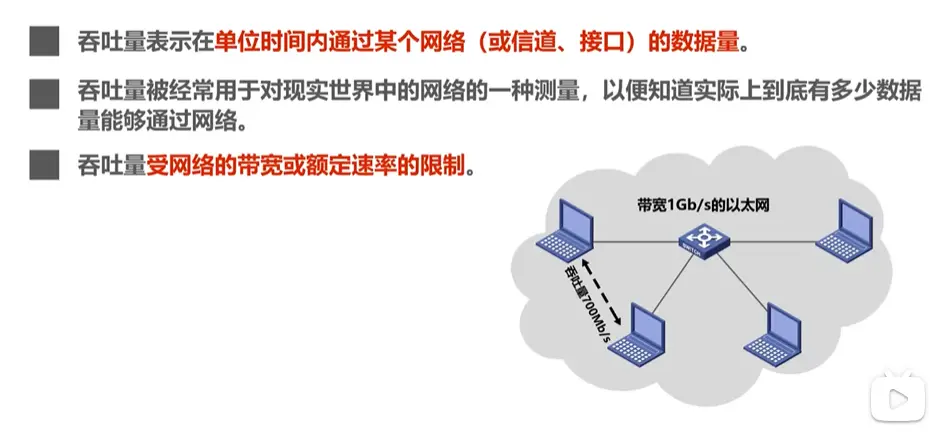 吞吐量表示在单位时间内通过某个网络（或信道、接口）的数据量。
吞吐量被经常用于对现实世界中的网络的一种测量，以便知道实际上到底有多少数据
量能够通过网络。
吞吐量受网络的带宽或额定速率的限制。
带宽1Gb/s的以太网
吞吐量700Mb/s